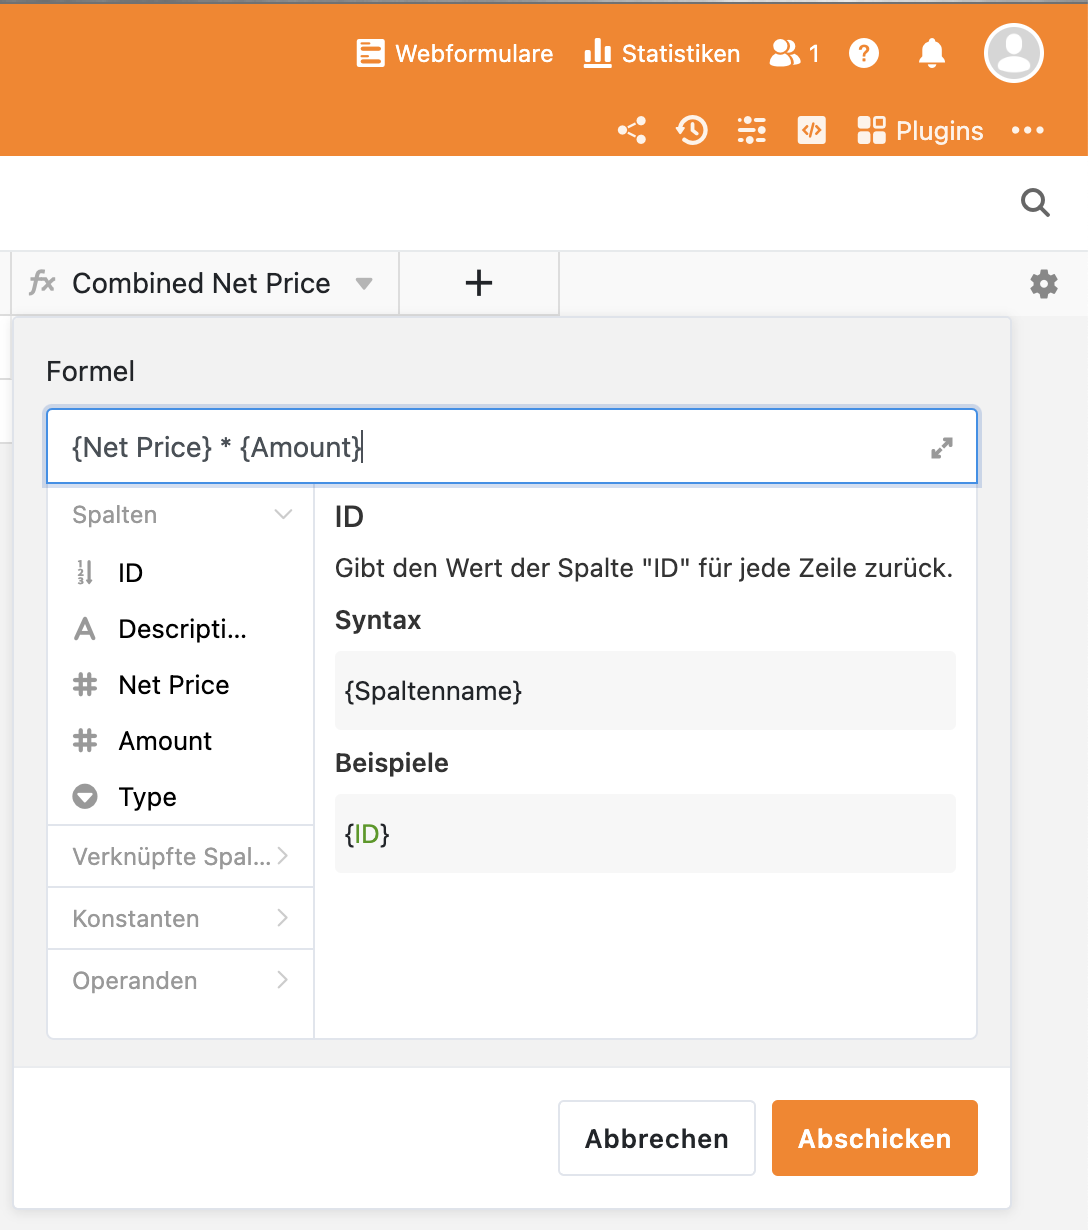 Webformulare Statistiken 1 ?
</> Plugins
fx Combined Net Price +
Formel
{Net Price} * {Amount}
Spalten
ID
Descripti...
Net Price
Amount
Type
Verknüpfte Spal...
Konstanten
Operanden
ID
Gibt den Wert der Spalte "ID" für jede Zeile zurück.
Syntax
{Spaltenname}
Beispiele
{ID}
Abbrechen Abschicken